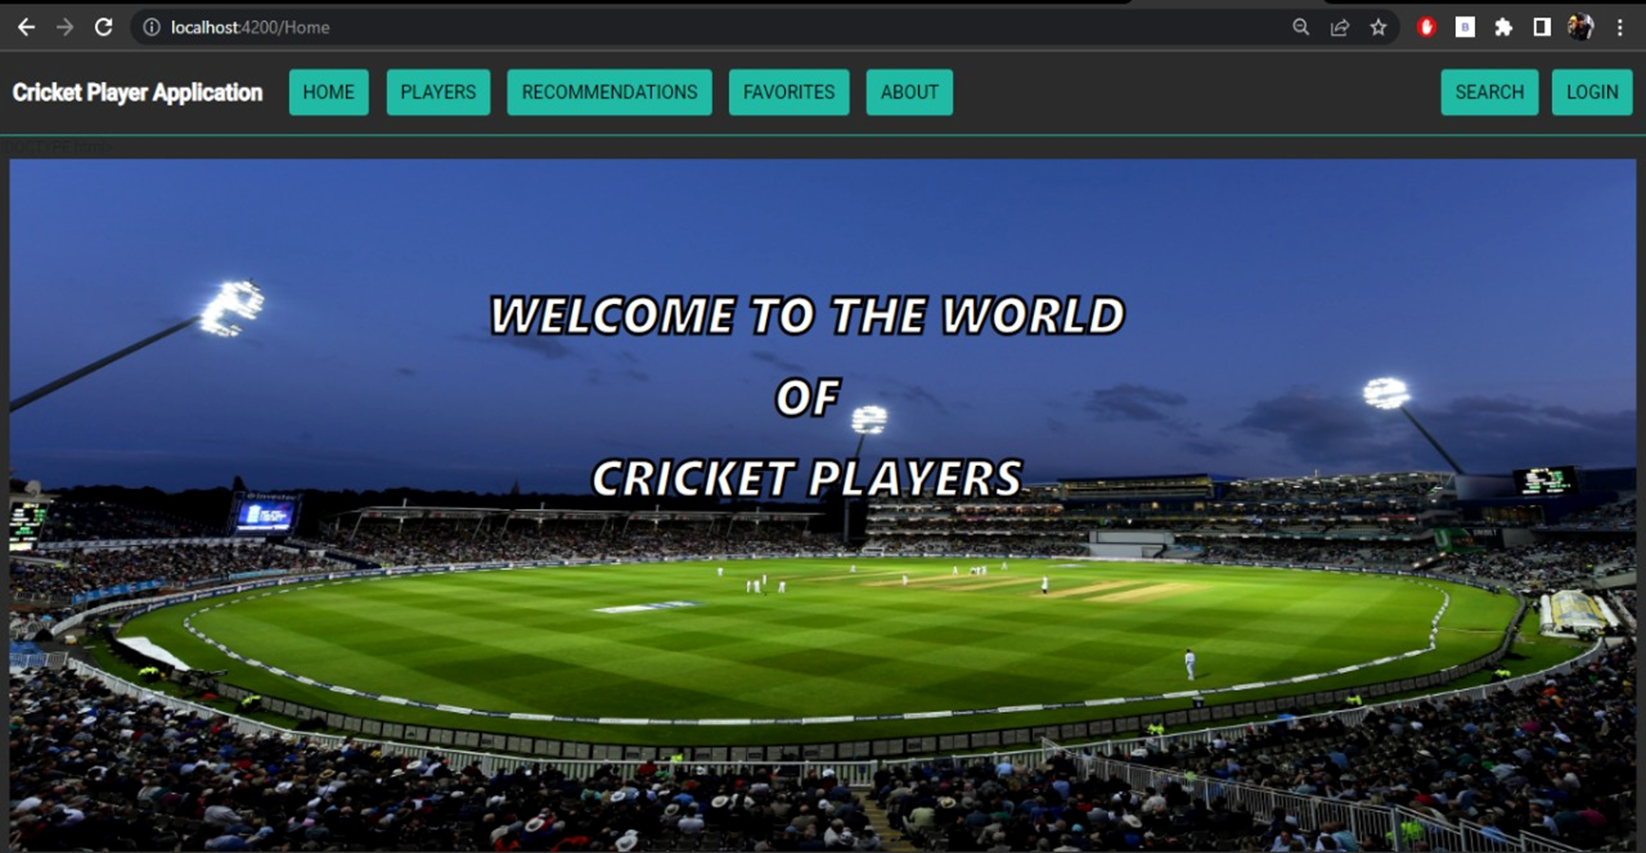 localhost:4200/Home
Cricket Player Application HOME PLAYERS RECOMMENDATIONS FAVORITES ABOUT SEARCH LOGIN
WELCOME TO THE WORLD
OF
CRICKET PLAYERS